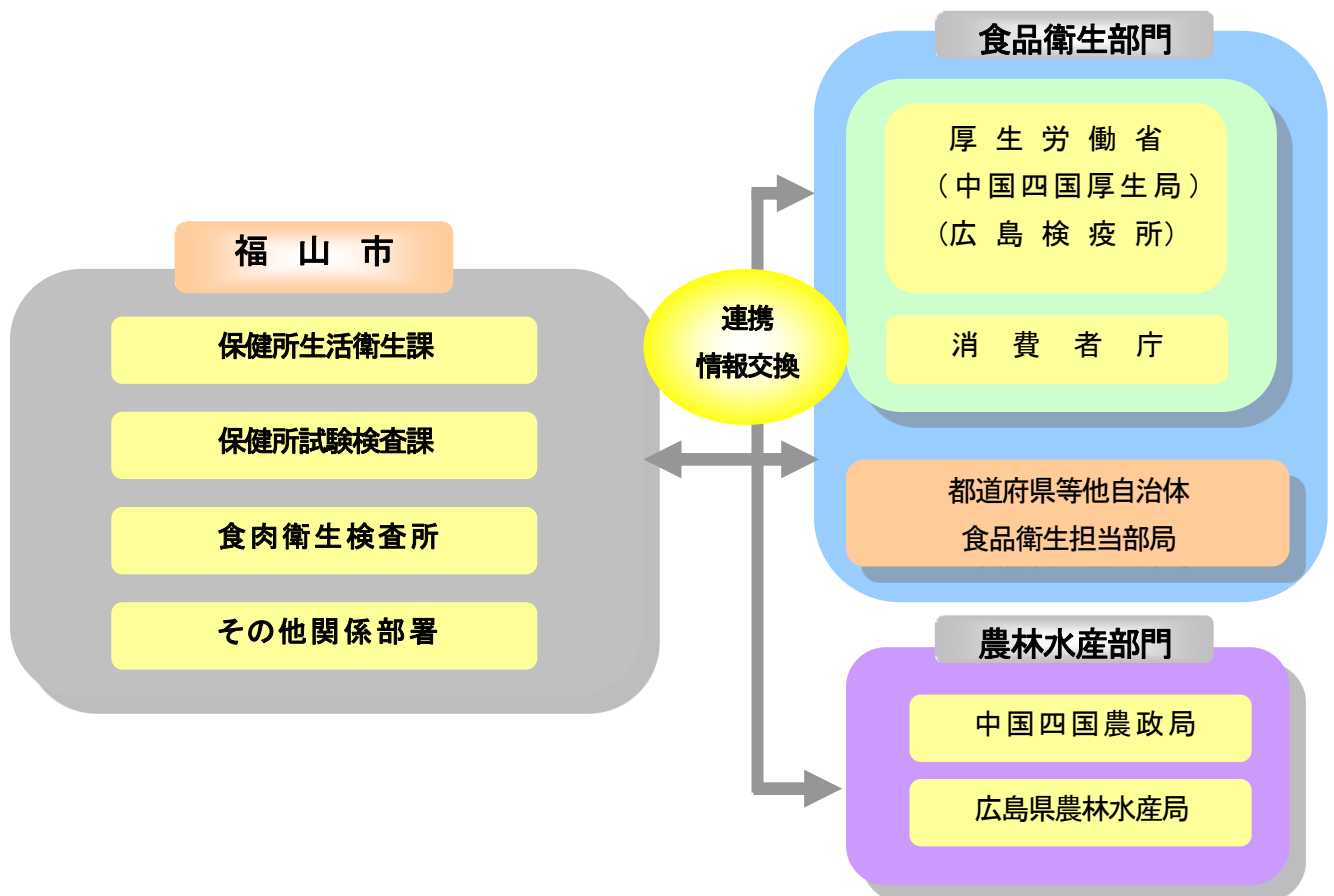 福 山 市
保健所生活衛生課
保健所試験検査課
食肉衛生検査所
その他関係部署
連携
情報交換
食品衛生部門
厚 生 労 働 省
（中国四国厚生局）
（広 島 検 疫 所）
消 費 者 庁
都道府県等他自治体
食品衛生担当部局
農林水産部門
中国四国農政局
広島県農林水産局